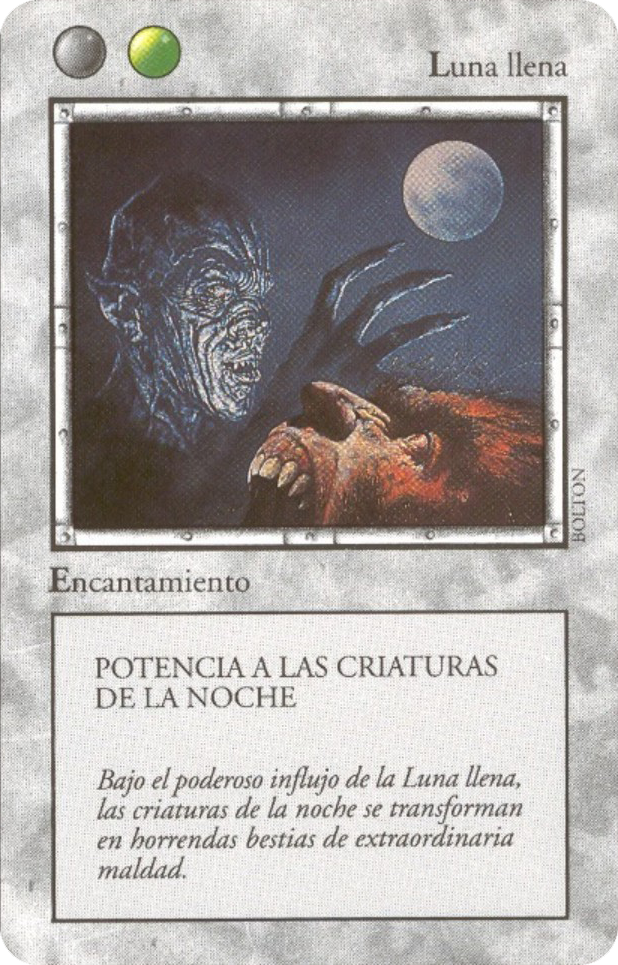 Luna llena
BOLTON
Encantamiento
POTENCIA A LAS CRIATURAS
DE LA NOCHE
Bajo el poderoso influjo de la Luna llena,
las criaturas de la noche se transforman
en horrendas bestias de extraordinaria
maldad.